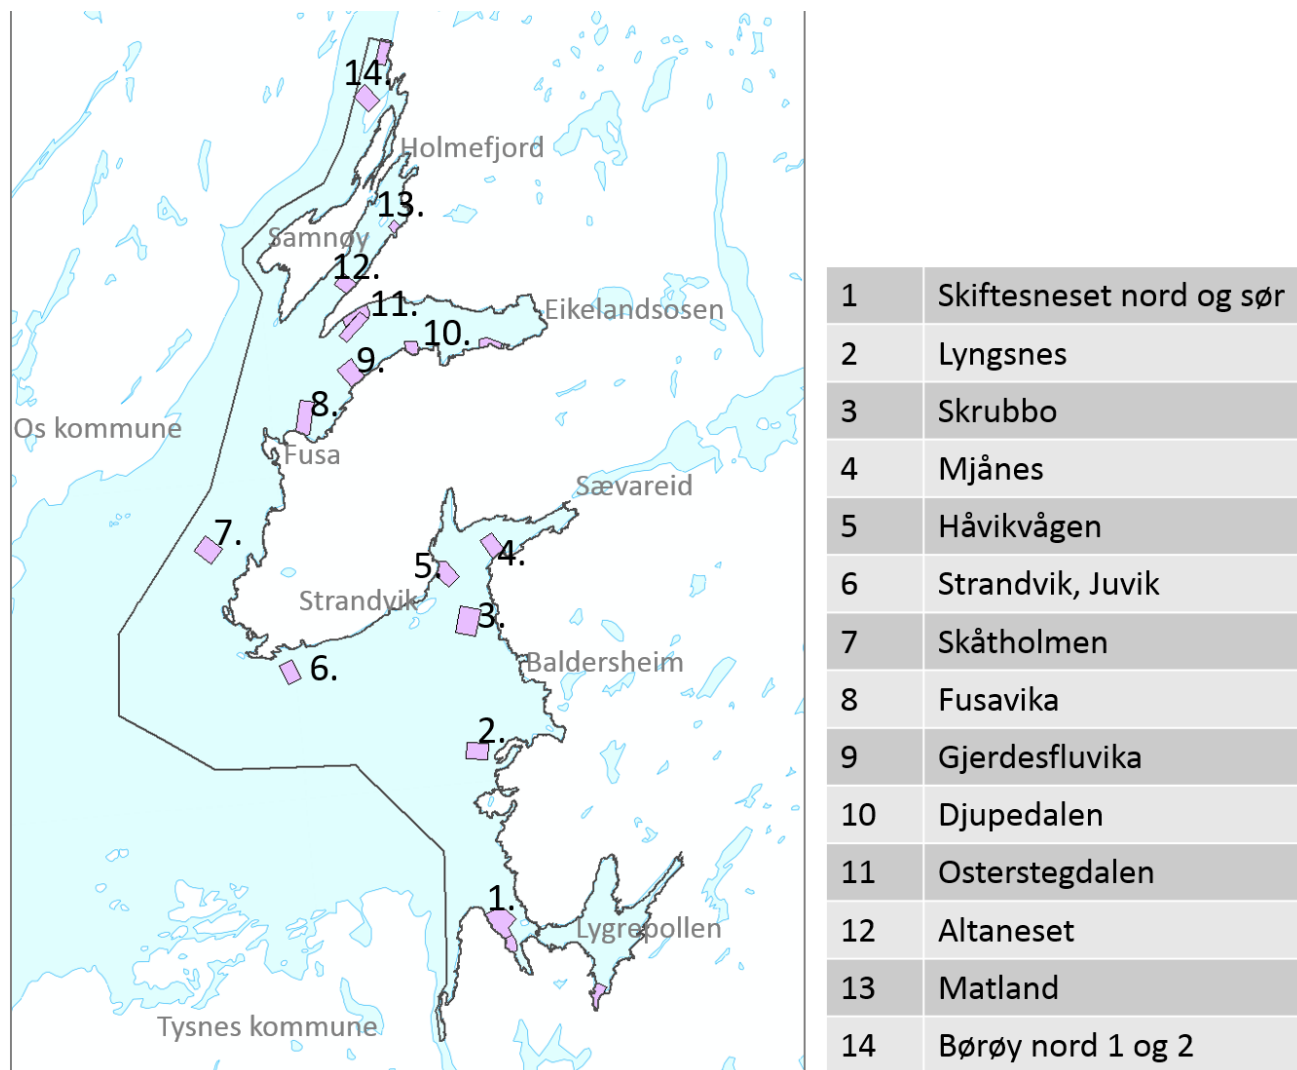 14.
Holmefjord
13.
Samnøy
12.
11.
Eikelandsosen
10.
9.
8.
Os kommune
Fusa
Sævareid
7.
4.
5.
Strandvik
3.
Baldersheim
6.
2.
1.
Lygrepollen
Tysnes kommune
1 Skiftesneset nord og sør
2 Lyngsnes
3 Skrubbo
4 Mjånes
5 Håvikvågen
6 Strandvik, Juvik
7 Skåtholmen
8 Fusavika
9 Gjerdesfluvika
10 Djupedalen
11 Osterstegdalen
12 Altaneset
13 Matland
14 Børøy nord 1 og 2